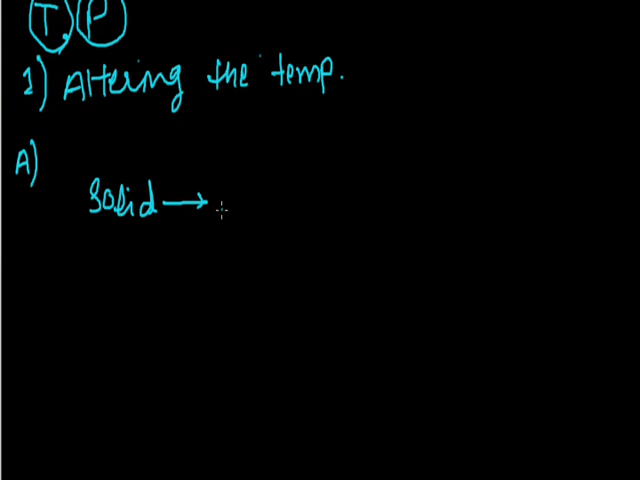 T, P
1) Altering the temp.
A)
Solid →